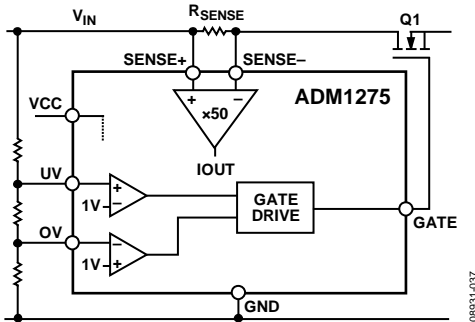 VIN
RSENSE
Q1
SENSE+
SENSE–
ADM1275
VCC
+
–
×50
IOUT
UV
+
1V
–
GATE
DRIVE
GATE
OV
–
1V
+
GND
08931-037